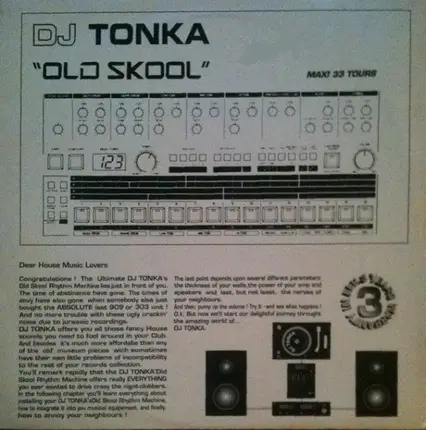 DJ TONKA
"OLD SKOOL"
MAXI 33 TOURS
123
Dear House Music Lovers
Congratulations ! The Ultimate DJ TONKA's
Old Skool Rhythm Machine lies just in front of you.
The time of abstinence have gone. The times of
envy have also gone when somebody else just
bought the ABSOLUTE last 909 or 303 unit !
And no more trouble with these ugly crackin'
noise due to jurassic recordings.
DJ TONKA offers you all those fancy House
sounds you need to fool around in your Club.
And besides it's much more affordable than any
of the old museum pieces wich sometimes
have their own little problems of incompatibility
to the rest of your records collection.
You'll remark rapidly that the DJ TONKA'Old
Skool Rhythm Machine offers really EVERYTHING
you ever wanted to drive crazy the night-clubbers.
In the following chapter you'll learn everything about
installing your DJ TONKA'sOld Skool Rhythm Machine,
how to integrate it into you musical equipment, and finally,
how to annoy your neighbours !
The last point depends upon several different parameters:
the thickness of your walls,the power of your amp and
speakers and last, but not least, the nerves of
your neighbours.
And then: pump up the volume ! Try it - and see what happens !
O.K. But now we'll start our delightful journey through
the amazing world of...
DJ TONKA.
3